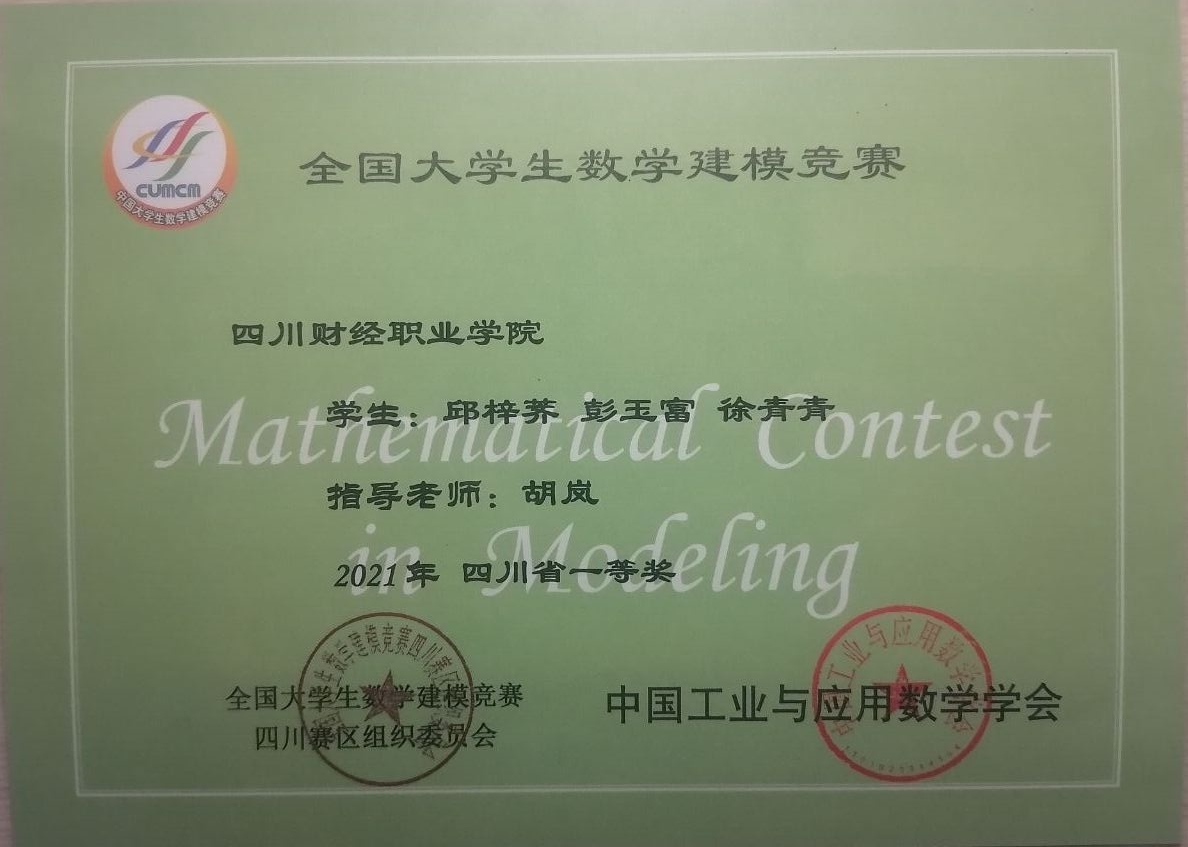 CUMCM
中国大学生数学建模竞赛
全国大学生数学建模竞赛
四川财经职业学院
学生：邱梓荞 彭玉富 徐青青
Mathematical Contest
指导老师：胡岚
in Modeling
2021年 四川省一等奖
全国大学生数学建模竞赛
四川赛区组织委员会
中国工业与应用数学学会